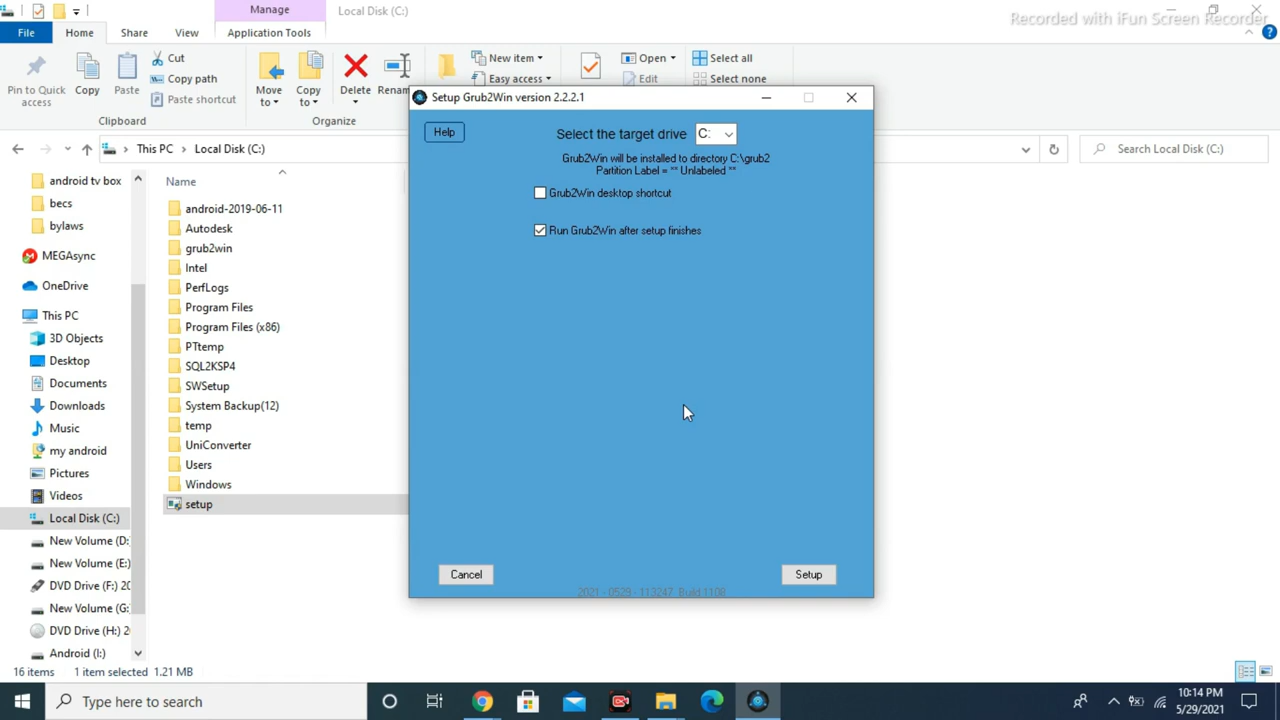 Manage
Local Disk (C:)
Recorded with iFun Screen Recorder
File
Home
Share
View
Application Tools
Pin to Quick access
Copy
Paste
Cut
Copy path
Paste shortcut
Clipboard
Move to
Copy to
Delete
Renam
Organize
New item
Easy access
Open
Edit
Select all
Select none
This PC
Local Disk (C:)
Search Local Disk (C:)
android tv box
becs
bylaws
MEGAsync
OneDrive
This PC
3D Objects
Desktop
Documents
Downloads
Music
my android
Pictures
Videos
Local Disk (C:)
New Volume (D:
New Volume (E:)
DVD Drive (F:) 20
New Volume (G:
DVD Drive (H:) 2
Android (I:)
Name
android-2019-06-11
Autodesk
grub2win
Intel
PerfLogs
Program Files
Program Files (x86)
PTtemp
SQL2KSP4
SWSetup
System Backup(12)
temp
UniConverter
Users
Windows
setup
Setup Grub2Win version 2.2.2.1
Help
Select the target drive C:
Grub2Win will be installed to directory C:\grub2
Partition Label = ** Unlabeled **
Grub2Win desktop shortcut
Run Grub2Win after setup finishes
Cancel
Setup
2021 - 0529 - 113247 Build 1108
16 items
1 item selected 1.21 MB
Type here to search
10:14 PM
5/29/2021